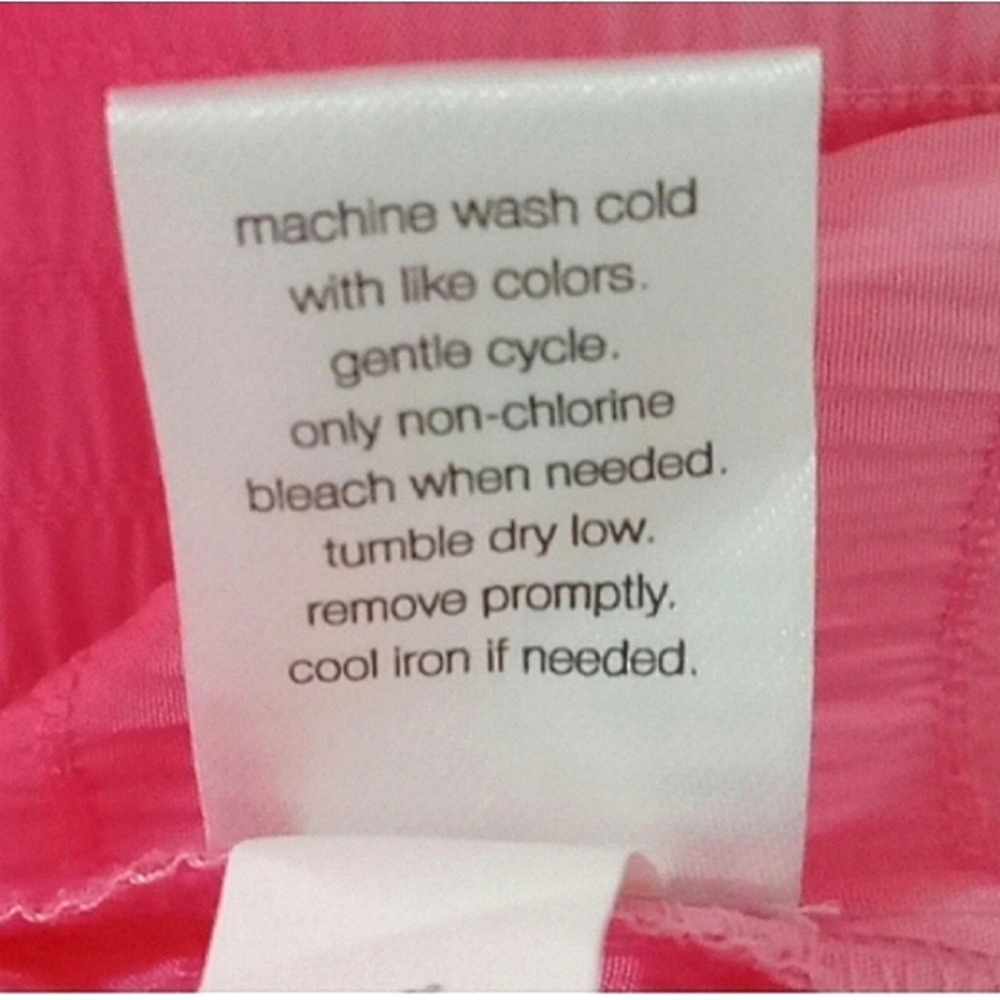 machine wash cold
with like colors.
gentle cycle.
only non-chlorine
bleach when needed.
tumble dry low.
remove promptly.
cool iron if needed.